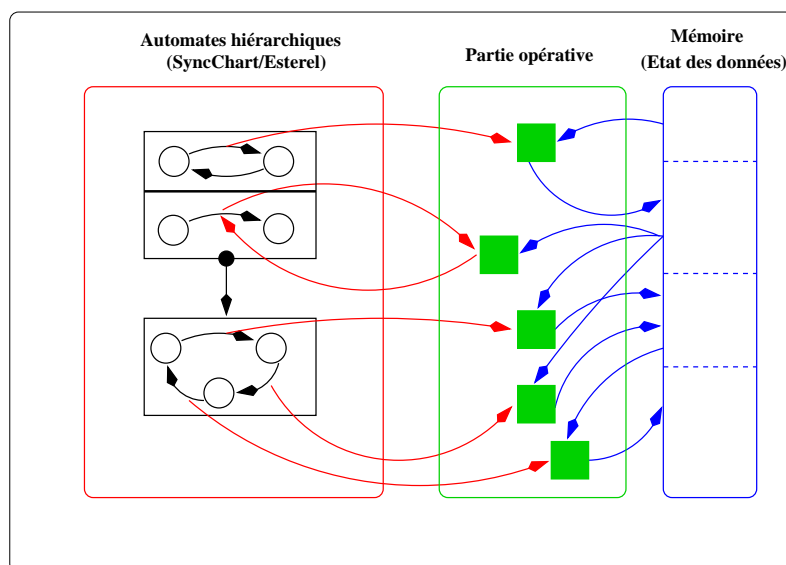 Automates hiérarchiques
(SyncChart/Esterel)
Partie opérative
Mémoire
(Etat des données)